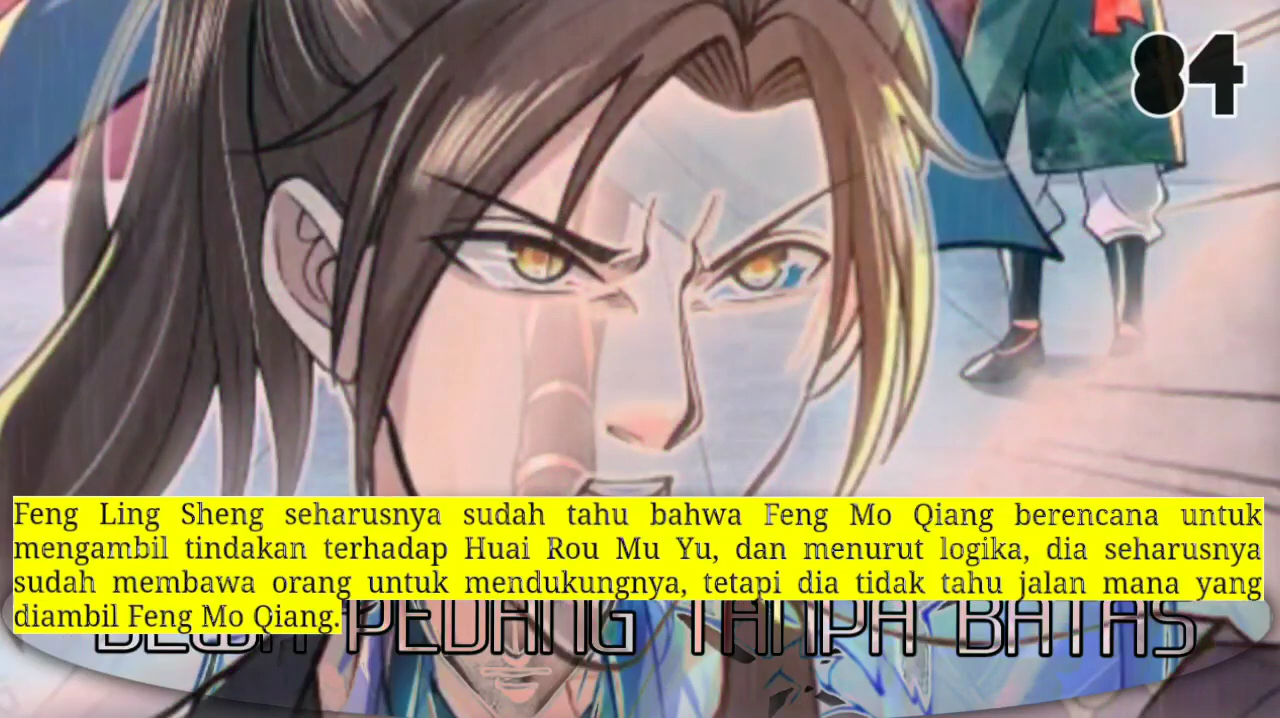 84
Feng Ling Sheng seharusnya sudah tahu bahwa Feng Mo Qiang berencana untuk
mengambil tindakan terhadap Huai Rou Mu Yu, dan menurut logika, dia seharusnya
sudah membawa orang untuk mendukungnya, tetapi dia tidak tahu jalan mana yang
diambil Feng Mo Qiang.
DEWA PEDANG TANPA BATAS